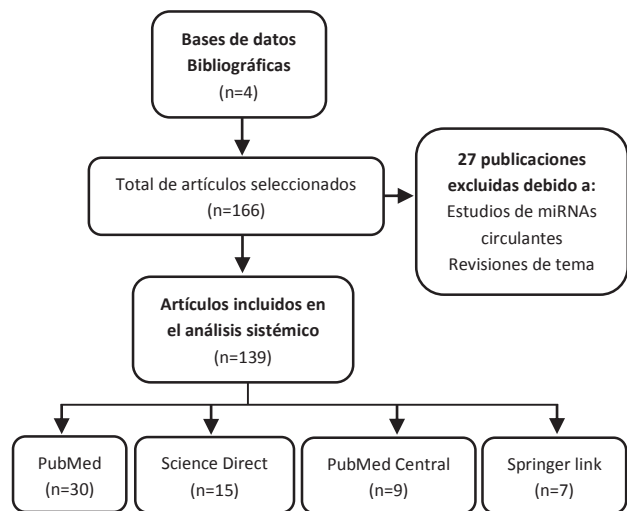 Bases de datos
Bibliográficas
(n=4)
Total de artículos seleccionados
(n=166)
27 publicaciones
excluidas debido a:
Estudios de miRNAs
circulantes
Revisiones de tema
Artículos incluidos en
el análisis sistémico
(n=139)
PubMed
(n=30)
Science Direct
(n=15)
PubMed Central
(n=9)
Springer link
(n=7)